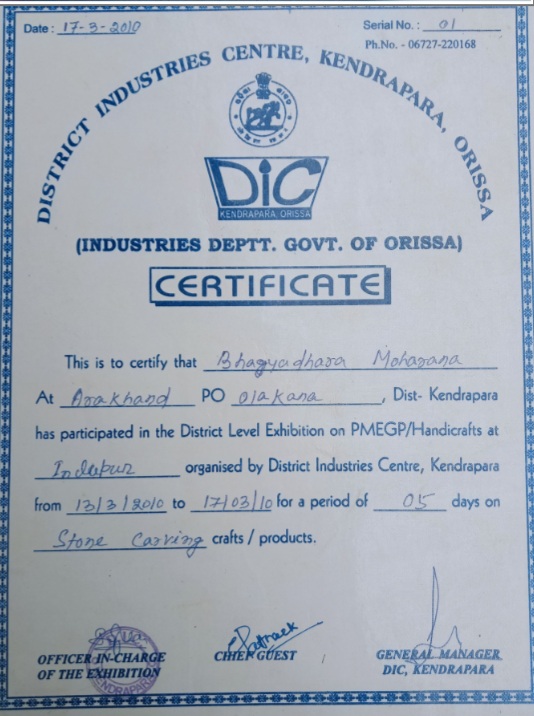 Date : 17-3-2010
Serial No. : 01
Ph.No. - 06727-220168
DISTRICT INDUSTRIES CENTRE, KENDRAPARA, ORISSA
DIC
KENDRAPARA, ORISSA
(INDUSTRIES DEPTT. GOVT. OF ORISSA)
CERTIFICATE
This is to certify that Bhagyadhara Moharana
At Arakhand PO Olakana, Dist- Kendrapara
has participated in the District Level Exhibition on PMEGP/Handicrafts at
Indupur organised by District Industries Centre, Kendrapara
from 13/3/2010 to 17/03/10 for a period of 05 days on
Stone Carving crafts / products.
OFFICER IN-CHARGE
OF THE EXHIBITION
CHIEF GUEST
GENERAL MANAGER
DIC, KENDRAPARA